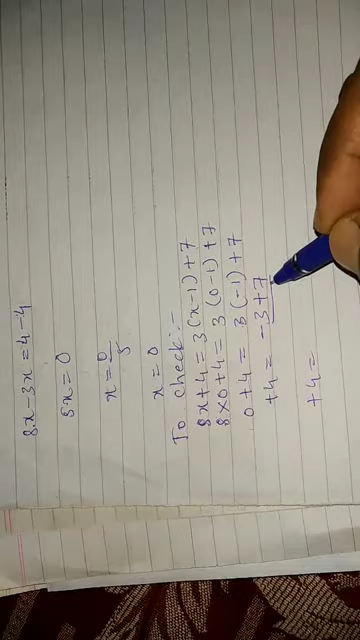 8x - 3x = 4 - 4
5x = 0
x = 0/5
x = 0
To check:-
8x + 4 = 3 (x - 1) + 7
8×0 + 4 = 3 (0 - 1) + 7
0 + 4 = 3 (-1) + 7
+4 = -3 + 7
+4 =